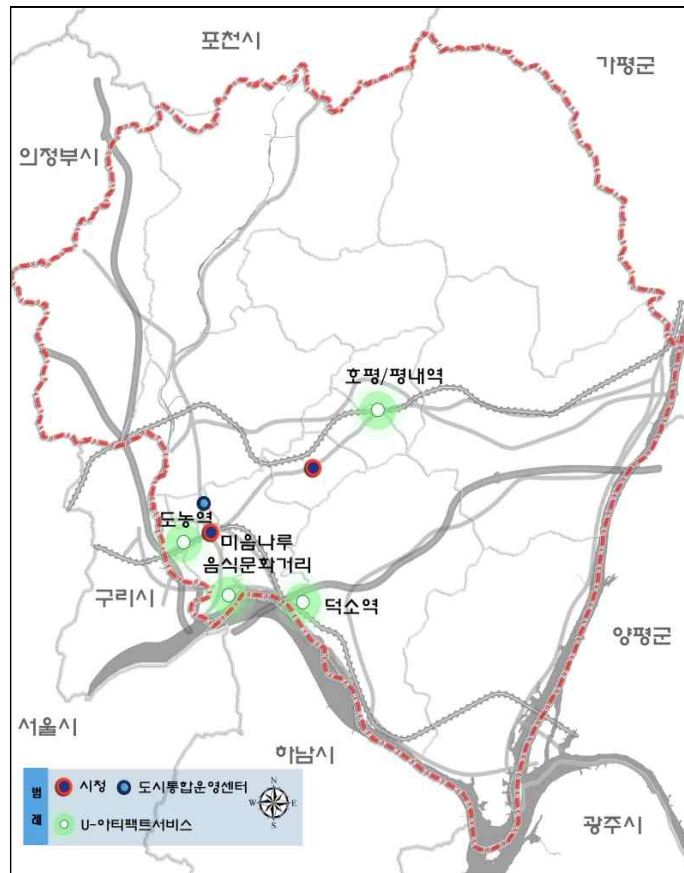 포천시
가평군
의정부시
호평/평내역
도농역
미음나루
음식문화거리
구리시
덕소역
양평군
서울시
하남시
광주시
범례
시청
도시통합운영센터
U-아티팩트서비스
N
W
E
S